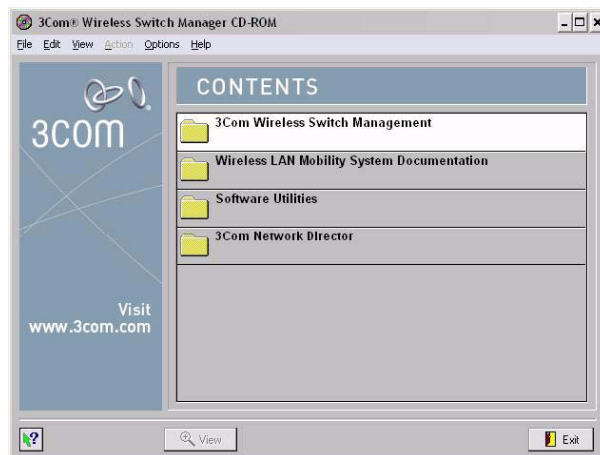 3Com® Wireless Switch Manager CD-ROM
File Edit View Action Options Help
3COM
Visit
www.3com.com
CONTENTS
3Com Wireless Switch Management
Wireless LAN Mobility System Documentation
Software Utilities
3Com Network Director
View
Exit